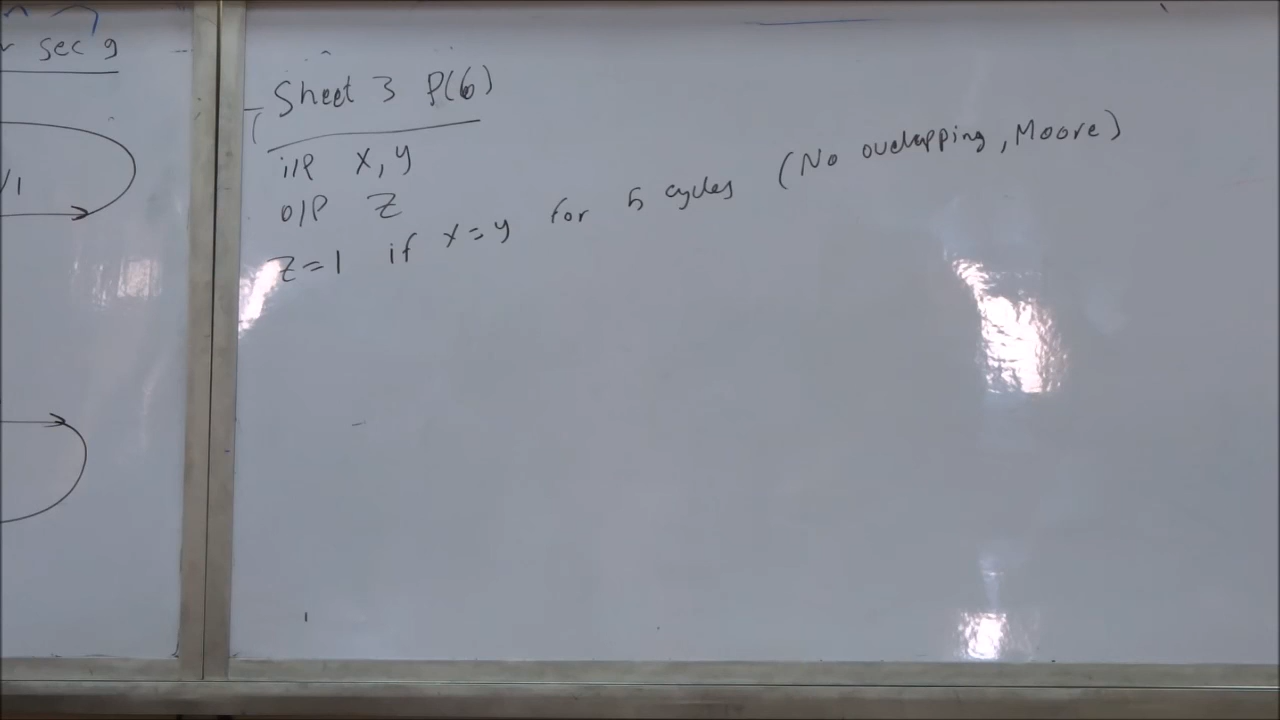 sec 9
Sheet 3 P(6)
i/P x, y
o/P Z
Z=1 if x=y for 5 cycles (No overlapping, Moore)
/1